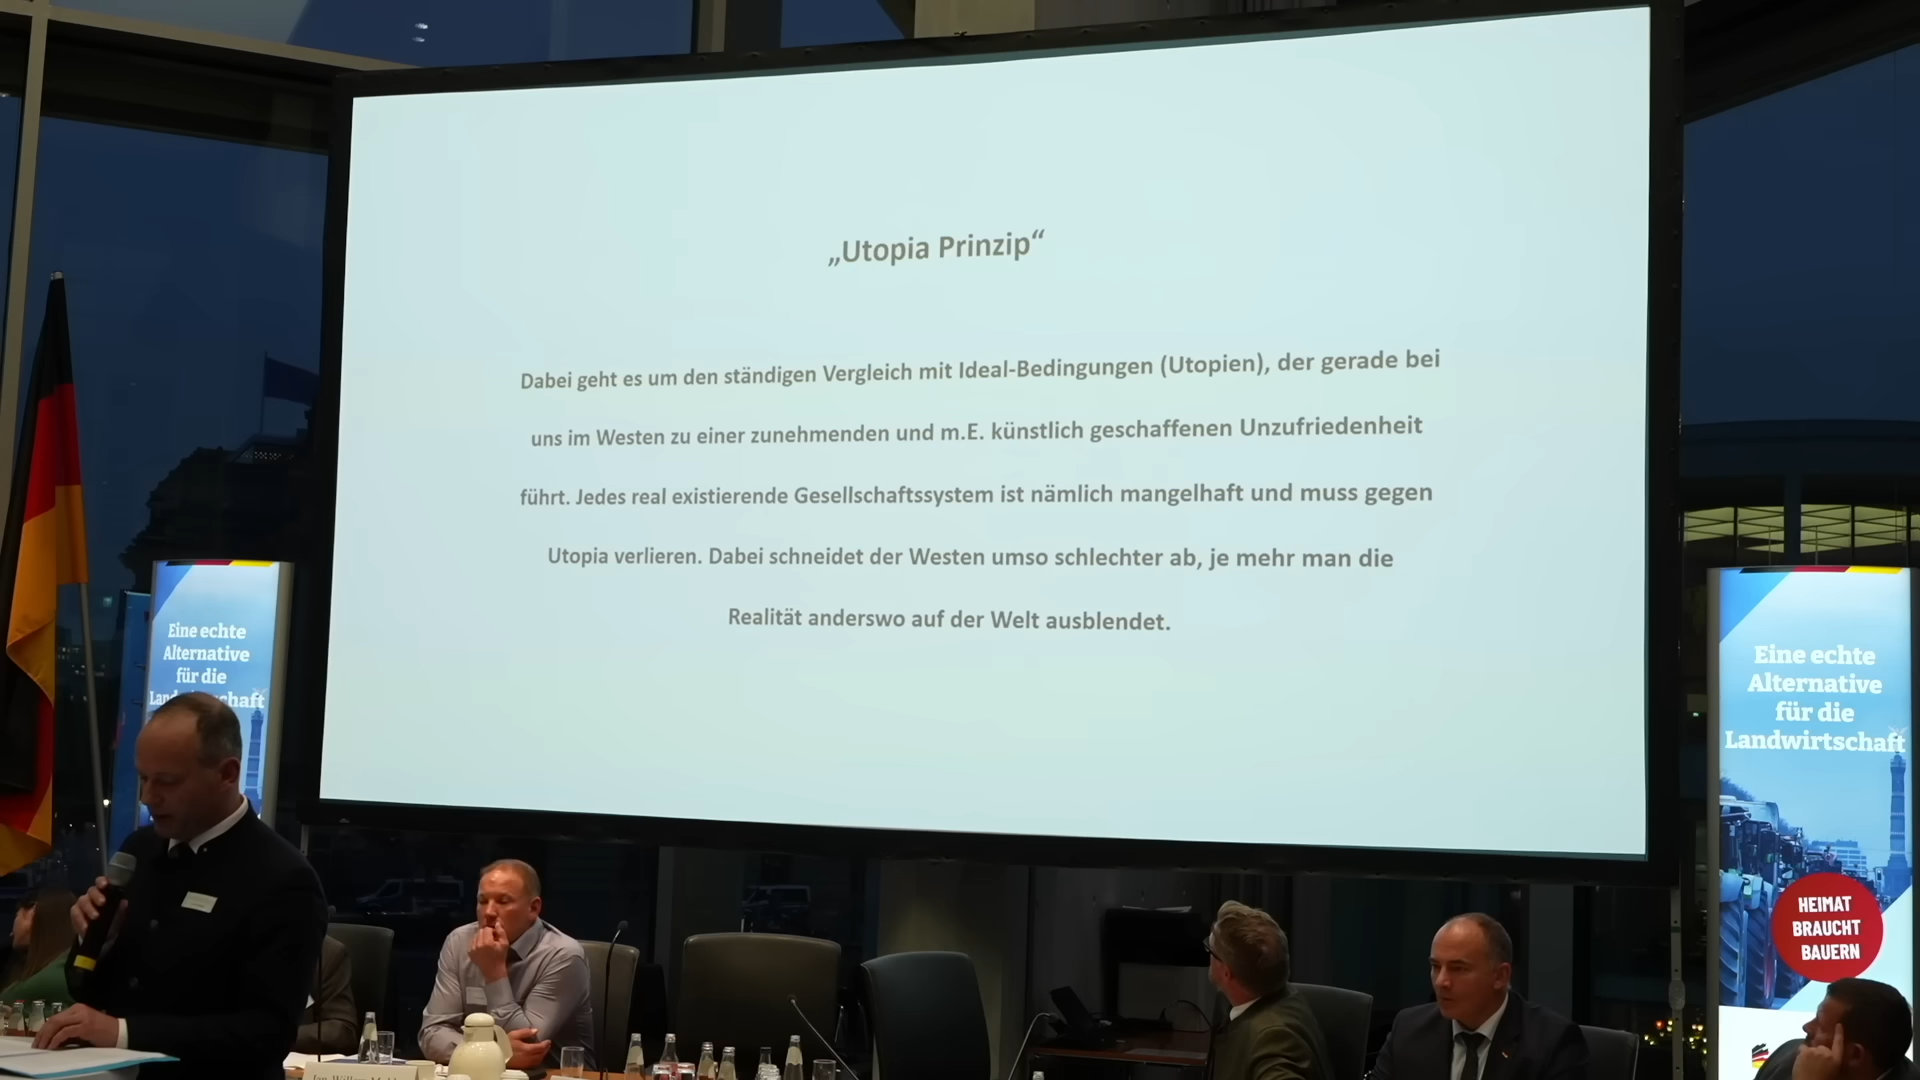 „Utopia Prinzip“
Dabei geht es um den ständigen Vergleich mit Ideal-Bedingungen (Utopien), der gerade bei
uns im Westen zu einer zunehmenden und m.E. künstlich geschaffenen Unzufriedenheit
führt. Jedes real existierende Gesellschaftssystem ist nämlich mangelhaft und muss gegen
Utopia verlieren. Dabei schneidet der Westen umso schlechter ab, je mehr man die
Realität anderswo auf der Welt ausblendet.
Eine echte
Alternative
für die
Eine echte
Alternative
für die
Landwirtschaft
HEIMAT
BRAUCHT
BAUERN